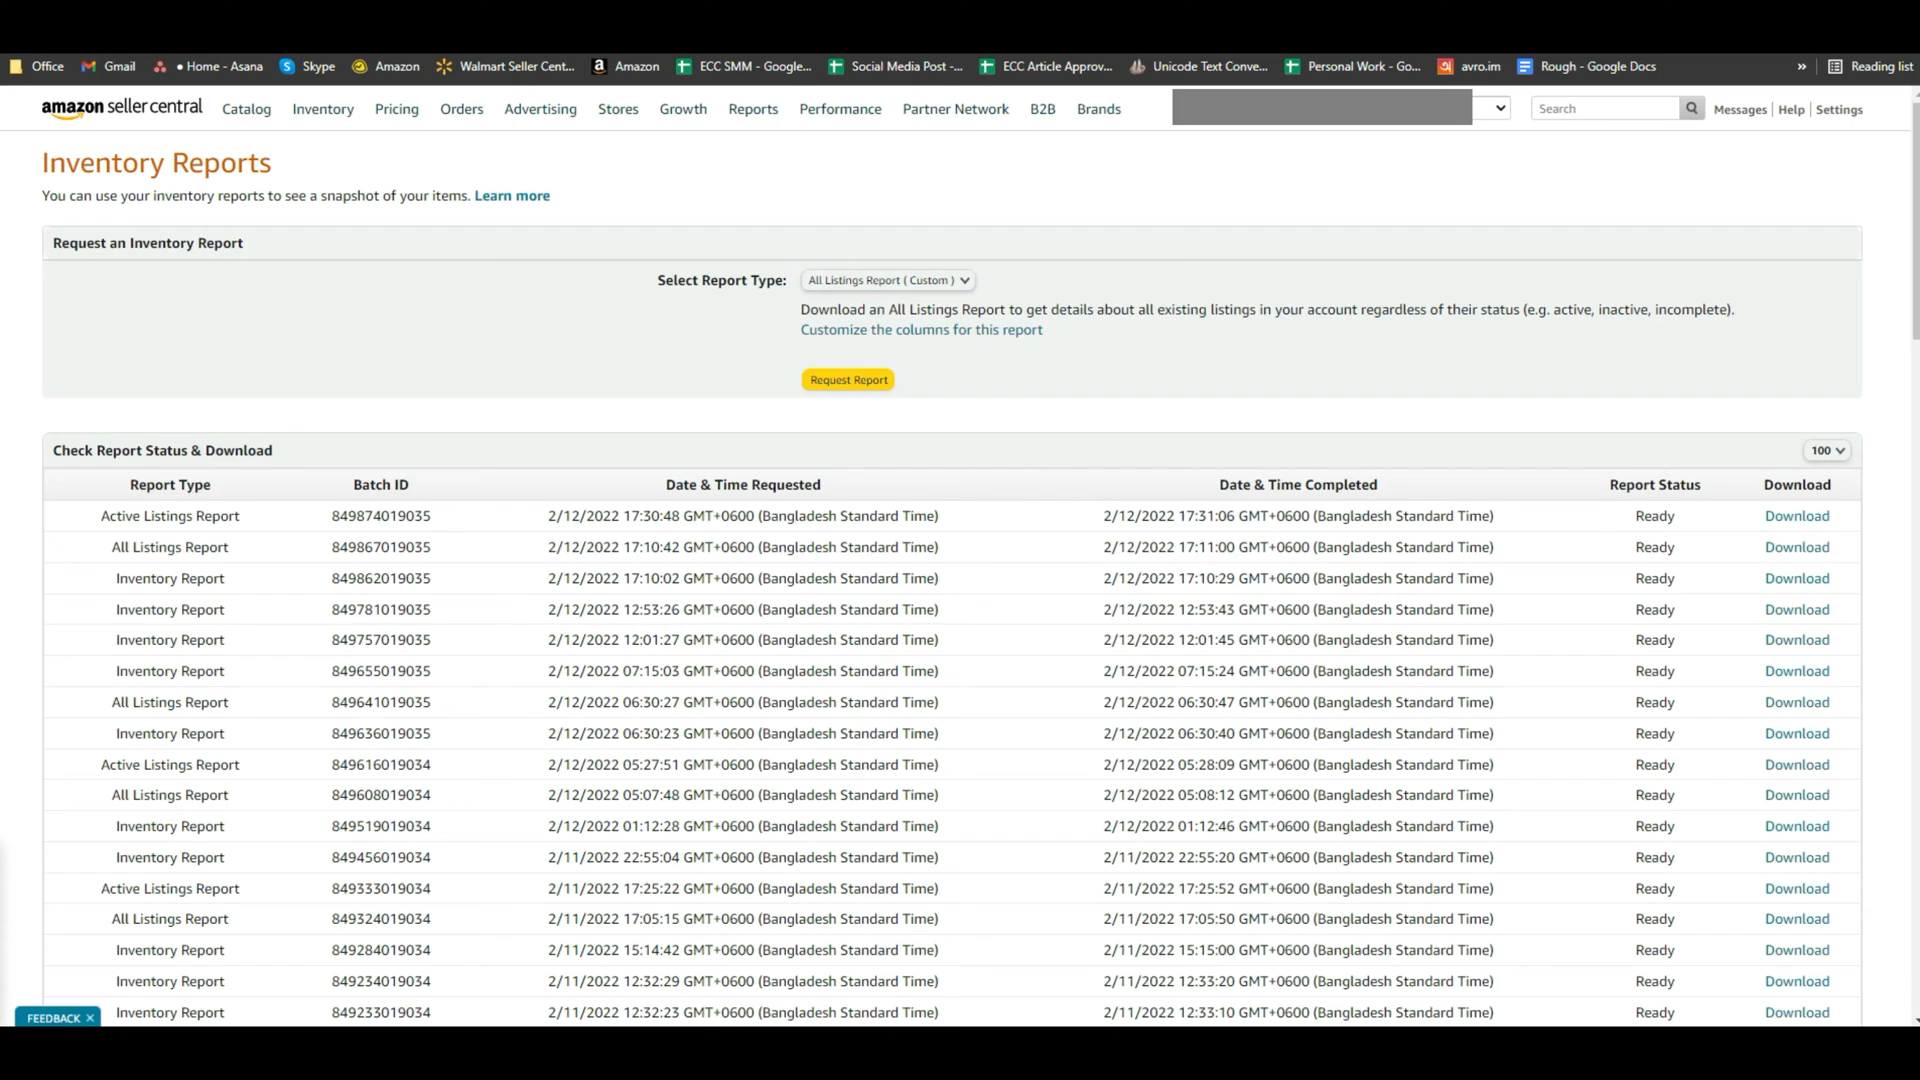 Office Gmail • Home - Asana Skype Amazon Walmart Seller Cent... Amazon ECC SMM - Google... Social Media Post -... ECC Article Approv... Unicode Text Conve... Personal Work - Go... avro.im Rough - Google Docs » Reading list
amazon seller central Catalog Inventory Pricing Orders Advertising Stores Growth Reports Performance Partner Network B2B Brands Search Messages | Help | Settings
Inventory Reports
You can use your inventory reports to see a snapshot of your items. Learn more
Request an Inventory Report
Select Report Type: All Listings Report ( Custom )
Download an All Listings Report to get details about all existing listings in your account regardless of their status (e.g. active, inactive, incomplete).
Customize the columns for this report
Request Report
Check Report Status & Download 100
Report Type Batch ID Date & Time Requested Date & Time Completed Report Status Download
Active Listings Report 849874019035 2/12/2022 17:30:48 GMT+0600 (Bangladesh Standard Time) 2/12/2022 17:31:06 GMT+0600 (Bangladesh Standard Time) Ready Download
All Listings Report 849867019035 2/12/2022 17:10:42 GMT+0600 (Bangladesh Standard Time) 2/12/2022 17:11:00 GMT+0600 (Bangladesh Standard Time) Ready Download
Inventory Report 849862019035 2/12/2022 17:10:02 GMT+0600 (Bangladesh Standard Time) 2/12/2022 17:10:29 GMT+0600 (Bangladesh Standard Time) Ready Download
Inventory Report 849781019035 2/12/2022 12:53:26 GMT+0600 (Bangladesh Standard Time) 2/12/2022 12:53:43 GMT+0600 (Bangladesh Standard Time) Ready Download
Inventory Report 849757019035 2/12/2022 12:01:27 GMT+0600 (Bangladesh Standard Time) 2/12/2022 12:01:45 GMT+0600 (Bangladesh Standard Time) Ready Download
Inventory Report 849655019035 2/12/2022 07:15:03 GMT+0600 (Bangladesh Standard Time) 2/12/2022 07:15:24 GMT+0600 (Bangladesh Standard Time) Ready Download
All Listings Report 849641019035 2/12/2022 06:30:27 GMT+0600 (Bangladesh Standard Time) 2/12/2022 06:30:47 GMT+0600 (Bangladesh Standard Time) Ready Download
Inventory Report 849636019035 2/12/2022 06:30:23 GMT+0600 (Bangladesh Standard Time) 2/12/2022 06:30:40 GMT+0600 (Bangladesh Standard Time) Ready Download
Active Listings Report 849616019034 2/12/2022 05:27:51 GMT+0600 (Bangladesh Standard Time) 2/12/2022 05:28:09 GMT+0600 (Bangladesh Standard Time) Ready Download
All Listings Report 849608019034 2/12/2022 05:07:48 GMT+0600 (Bangladesh Standard Time) 2/12/2022 05:08:12 GMT+0600 (Bangladesh Standard Time) Ready Download
Inventory Report 849519019034 2/12/2022 01:12:28 GMT+0600 (Bangladesh Standard Time) 2/12/2022 01:12:46 GMT+0600 (Bangladesh Standard Time) Ready Download
Inventory Report 849456019034 2/11/2022 22:55:04 GMT+0600 (Bangladesh Standard Time) 2/11/2022 22:55:20 GMT+0600 (Bangladesh Standard Time) Ready Download
Active Listings Report 849333019034 2/11/2022 17:25:22 GMT+0600 (Bangladesh Standard Time) 2/11/2022 17:25:52 GMT+0600 (Bangladesh Standard Time) Ready Download
All Listings Report 849324019034 2/11/2022 17:05:15 GMT+0600 (Bangladesh Standard Time) 2/11/2022 17:05:50 GMT+0600 (Bangladesh Standard Time) Ready Download
Inventory Report 849284019034 2/11/2022 15:14:42 GMT+0600 (Bangladesh Standard Time) 2/11/2022 15:15:00 GMT+0600 (Bangladesh Standard Time) Ready Download
Inventory Report 849234019034 2/11/2022 12:32:29 GMT+0600 (Bangladesh Standard Time) 2/11/2022 12:33:20 GMT+0600 (Bangladesh Standard Time) Ready Download
Inventory Report 849233019034 2/11/2022 12:32:23 GMT+0600 (Bangladesh Standard Time) 2/11/2022 12:33:10 GMT+0600 (Bangladesh Standard Time) Ready Download
FEEDBACK ×